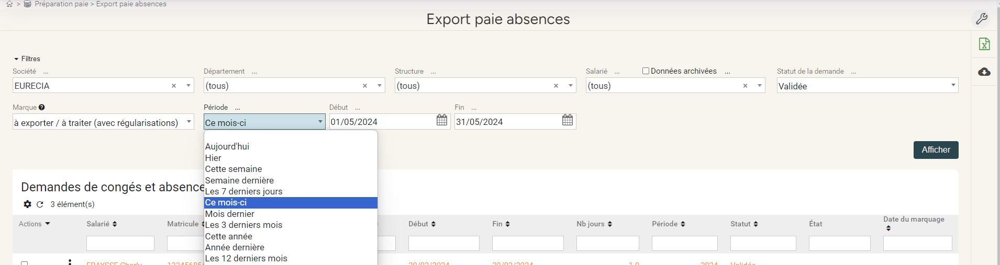 > Préparation paie > Export paie absences
Export paie absences
Filtres
Société ... Département ... Structure ... Salarié ... Données archivées ... Statut de la demande ...
EURECIA × (tous) × (tous) × (tous) × Validée
Marque Période ... Début ... Fin ...
à exporter / à traiter (avec régularisations) Ce mois-ci 01/05/2024 31/05/2024
Aujourd'hui
Afficher
Hier
Cette semaine
Semaine dernière
Les 7 derniers jours
Ce mois-ci
Mois dernier
Les 3 derniers mois
Cette année
Année dernière
Les 12 derniers mois
Demandes de congés et absence
3 élément(s)
Actions Salarié Matricule Début Fin Nb jours Période Statut État Date du marquage